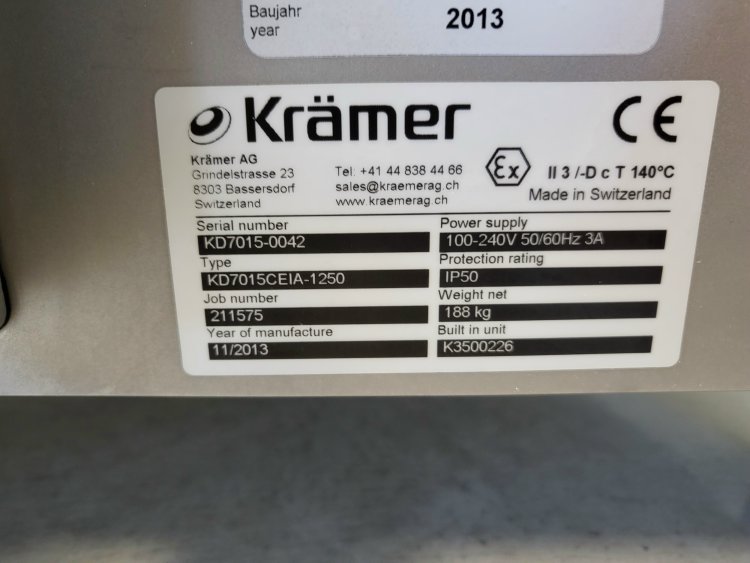 Baujahr
year
2013
Krämer
CE
Krämer AG
Grindelstrasse 23
8303 Bassersdorf
Switzerland
Tel. +41 44 838 44 66
sales@kraemerag.ch
www.kraemerag.ch
Ex
II 3 /-D c T 140°C
Made in Switzerland
Serial number
KD7015-0042
Type
KD7015CEIA-1250
Job number
211575
Year of manufacture
11/2013
Power supply
100-240V 50/60Hz 3A
Protection rating
IP50
Weight net
188 kg
Built in unit
K3500226